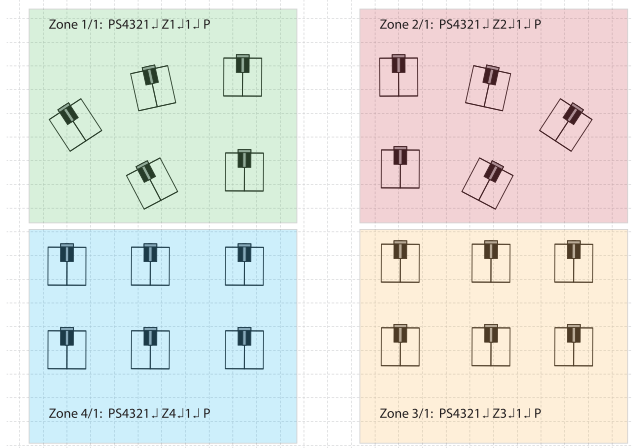 Zone 1/1: PS4321↵ Z1↵1↵ P
Zone 2/1: PS4321↵ Z2↵1↵ P
Zone 4/1: PS4321↵ Z4↵1↵ P
Zone 3/1: PS4321↵ Z3↵1↵ P